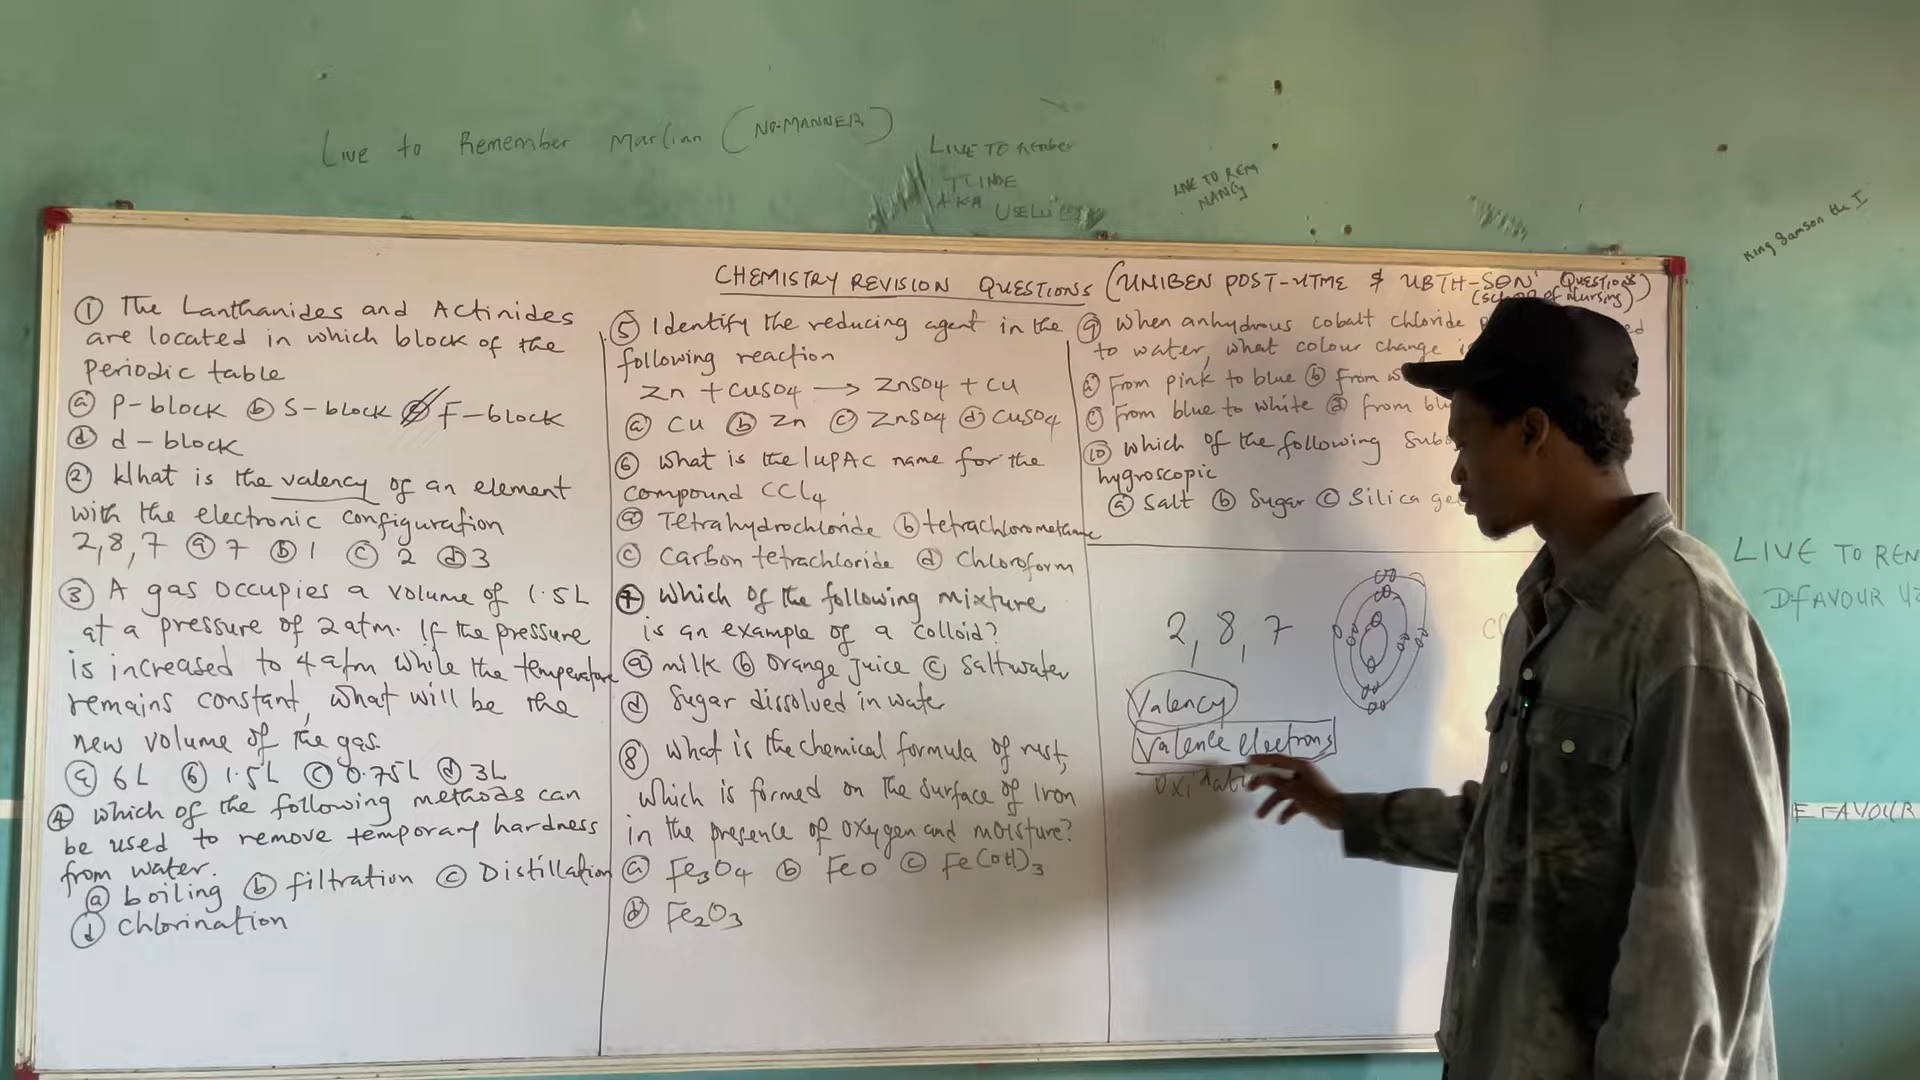 Live to Remember Marlian (NO-MANNER)
LIVE TO
AKA USELU
LIVE TO REM
NANCY
King Samson the I
CHEMISTRY REVISION QUESTIONS (UNIBEN POST-UTME & UBTH-SON' QUESTIONS)
(School of Nursing)
① The Lanthanides and Actinides
are located in which block of the
periodic table
ⓐ P-block ⓑ S-block ⓒ F-block
ⓓ d-block
② What is the valency of an element
with the electronic configuration
2,8,7 ⓐ 7 ⓑ 1 ⓒ 2 ⓓ 3
③ A gas occupies a volume of 1.5L
at a pressure of 2 atm. If the pressure
is increased to 4 atm while the temperature
remains constant, what will be the
new volume of the gas.
ⓐ 6L ⓑ 1.5L ⓒ 0.75L ⓓ 3L
④ which of the following methods can
be used to remove temporary hardness
from water.
ⓐ boiling ⓑ filtration ⓒ Distillation
ⓓ chlorination
⑤ Identify the reducing agent in the
following reaction
Zn + CuSO4 → ZnSO4 + Cu
ⓐ Cu ⓑ Zn ⓒ ZnSO4 ⓓ CuSO4
⑥ What is the IUPAC name for the
compound CCl4
ⓐ Tetrahydrochloride ⓑ tetrachloromethane
ⓒ Carbon tetrachloride ⓓ Chloroform
⑦ Which of the following mixture
is an example of a colloid?
ⓐ milk ⓑ Orange juice ⓒ Saltwater
ⓓ Sugar dissolved in water
⑧ What is the chemical formula of rust,
which is formed on the surface of Iron
in the presence of oxygen and moisture?
ⓐ Fe3O4 ⓑ FeO ⓒ Fe(OH)3
ⓓ Fe2O3
⑨ When anhydrous cobalt chloride
to water, what colour change
ⓐ From pink to blue ⓑ From
ⓒ From blue to white ⓓ from
⑩ Which of the following
hygroscopic
ⓐ Salt ⓑ Sugar ⓒ Silica
2, 8, 7
Valency
Valence electrons
LIVE TO